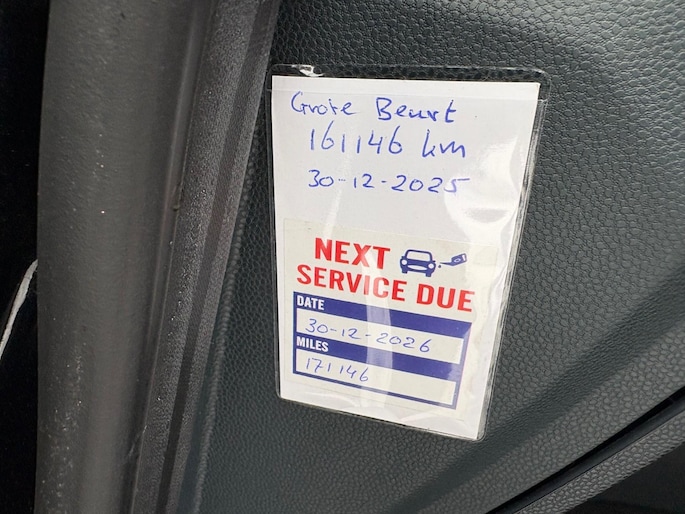 Grote Beurt
161146 km
30-12-2025
NEXT
SERVICE DUE
DATE
30-12-2026
MILES
171146